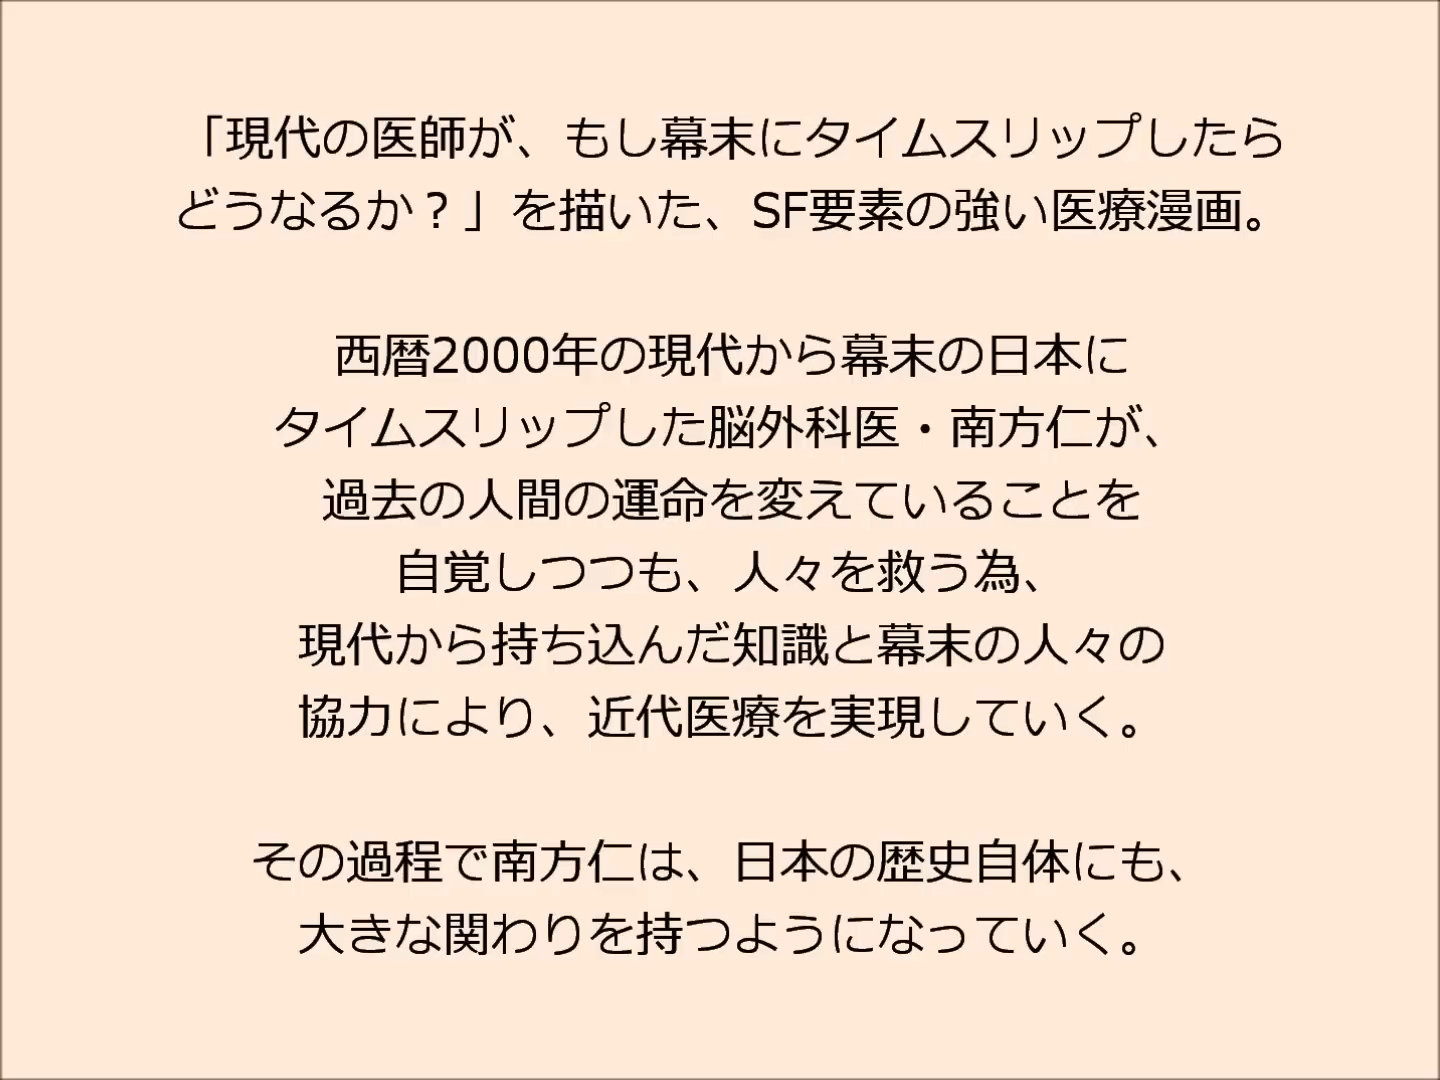 「現代の医師が、もし幕末にタイムスリップしたら
どうなるか？」を描いた、SF要素の強い医療漫画。
西暦2000年の現代から幕末の日本に
タイムスリップした脳外科医・南方仁が、
過去の人間の運命を変えていることを
自覚しつつも、人々を救う為、
現代から持ち込んだ知識と幕末の人々の
協力により、近代医療を実現していく。
その過程で南方仁は、日本の歴史自体にも、
大きな関わりを持つようになっていく。